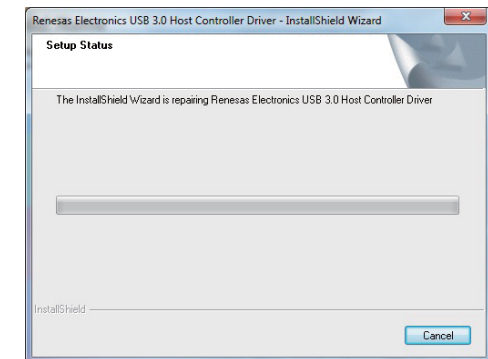 Renesas Electronics USB 3.0 Host Controller Driver - InstallShield Wizard
Setup Status
The InstallShield Wizard is repairing Renesas Electronics USB 3.0 Host Controller Driver
InstallShield
Cancel